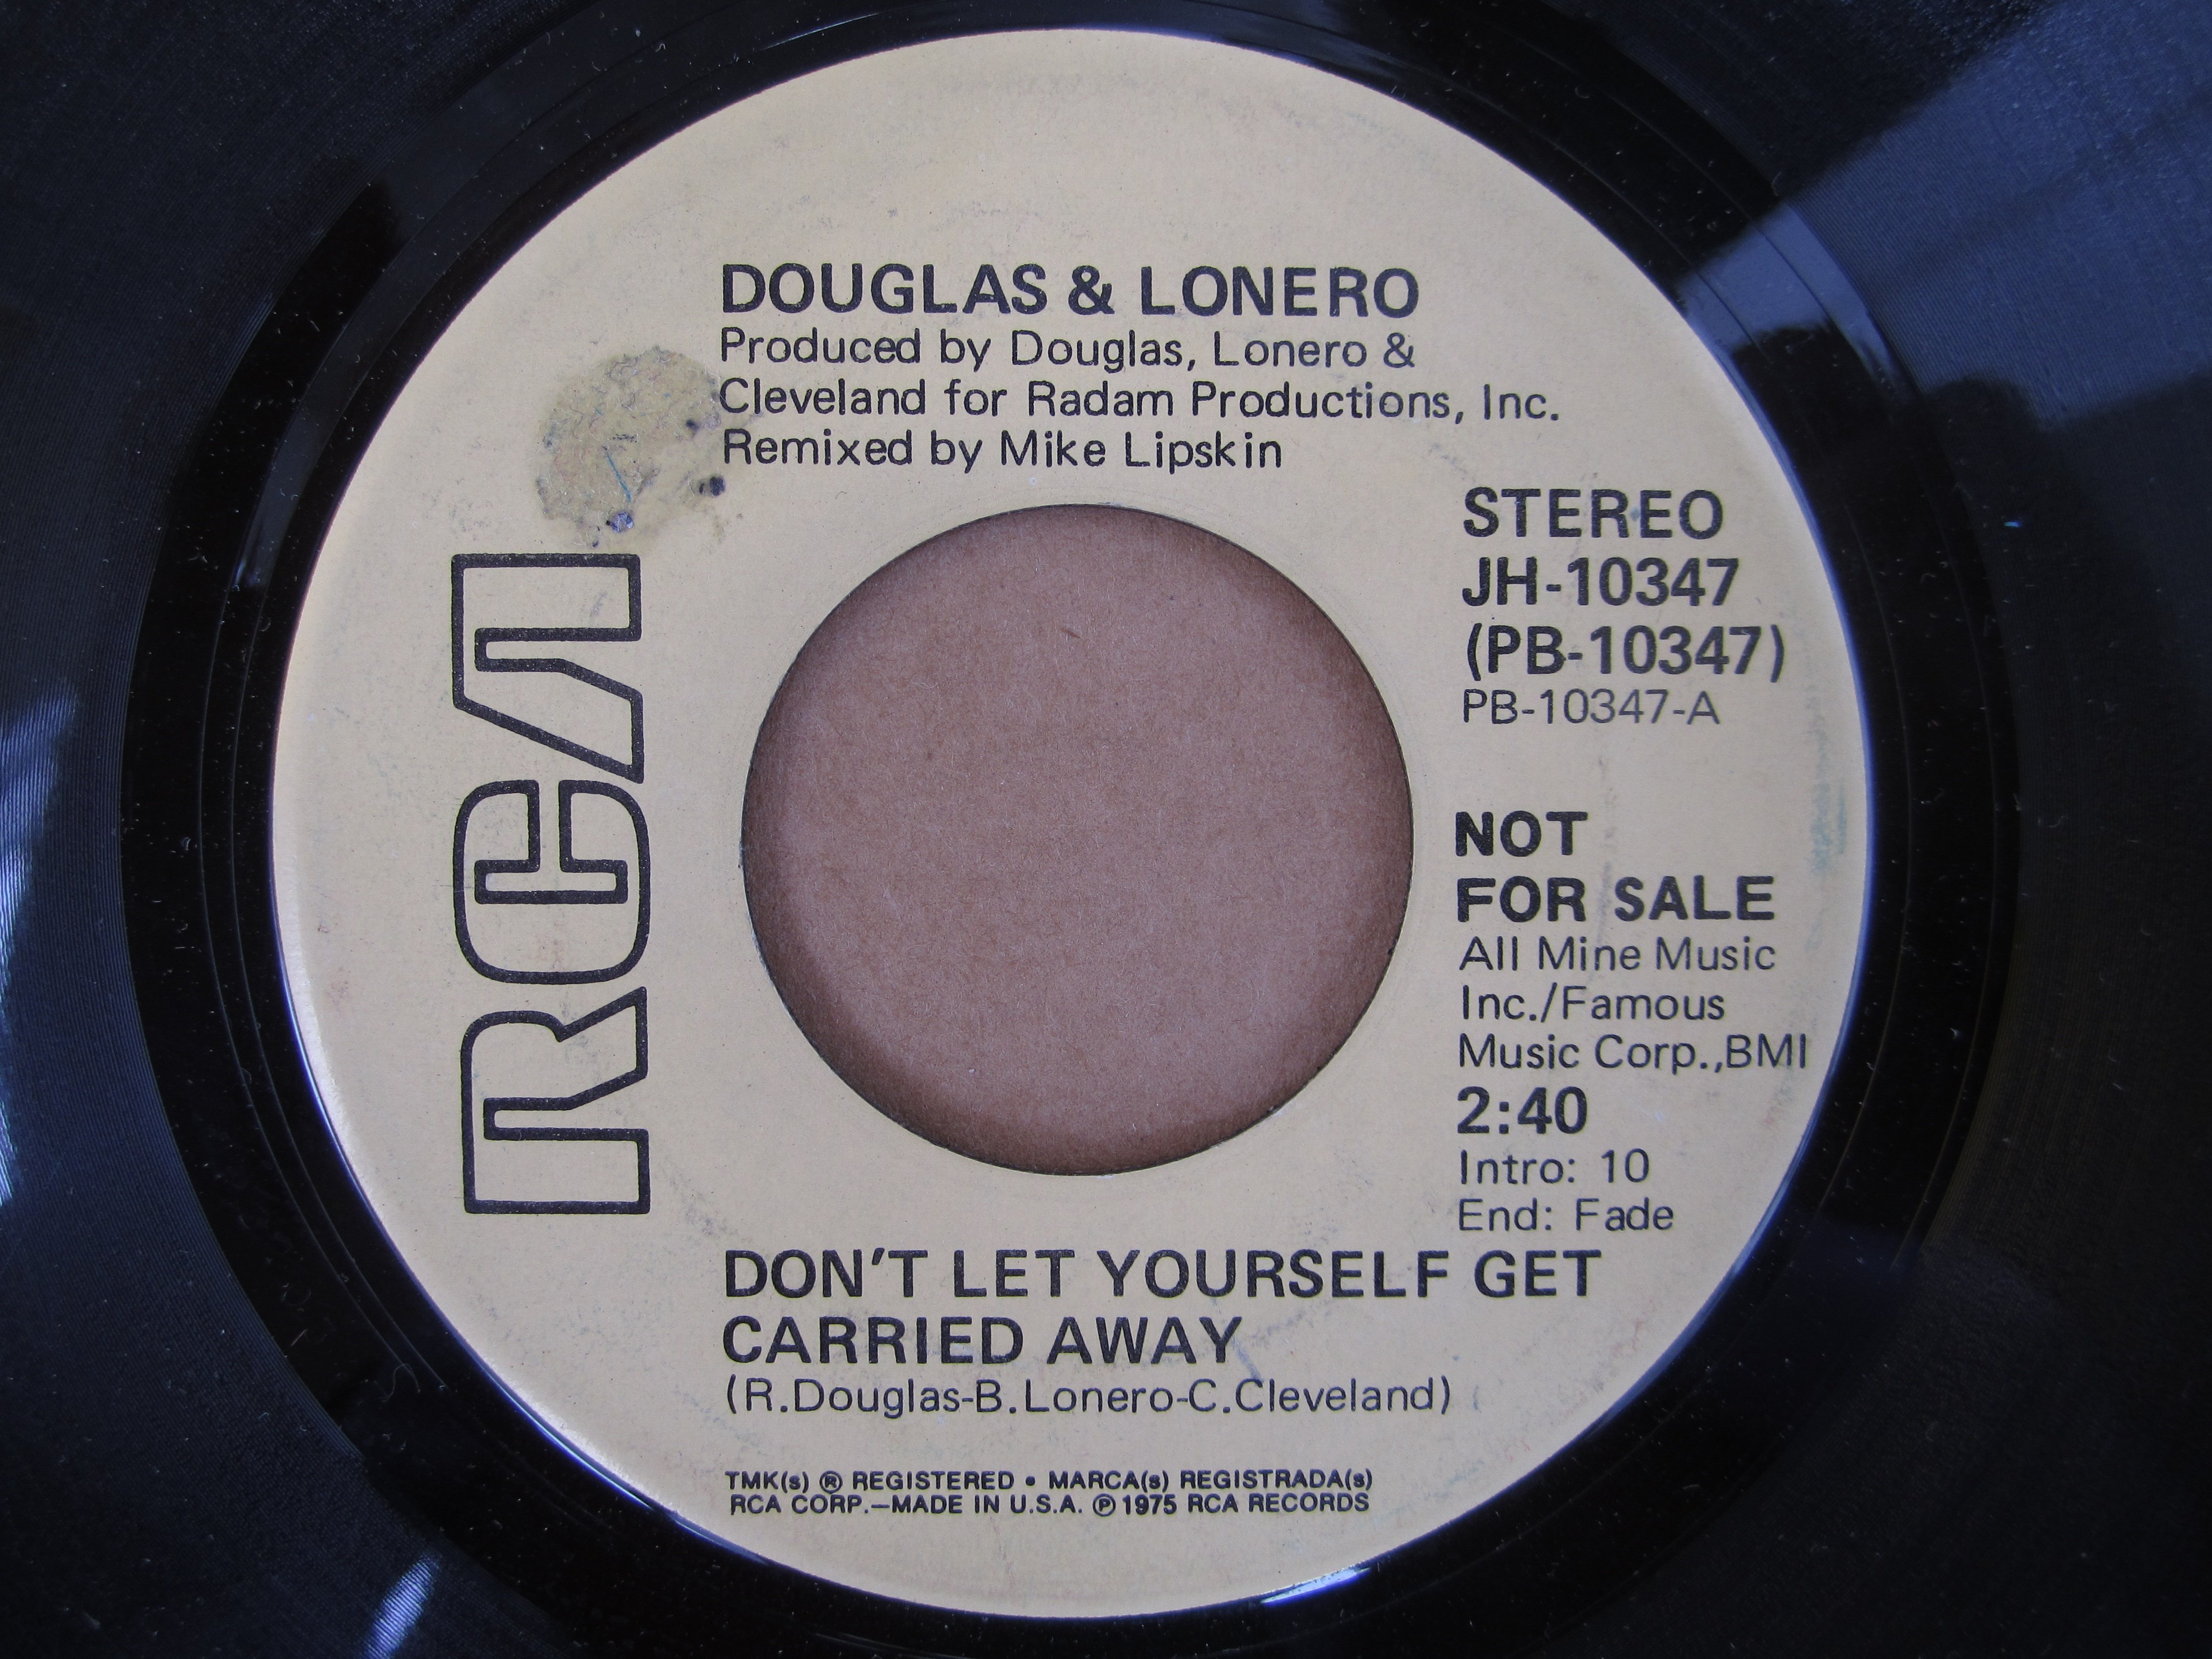 DOUGLAS & LONERO
Produced by Douglas, Lonero &
Cleveland for Radam Productions, Inc.
Remixed by Mike Lipskin
RCA
STEREO
JH-10347
(PB-10347)
PB-10347-A
NOT
FOR SALE
All Mine Music
Inc./Famous
Music Corp.,BMI
2:40
Intro: 10
End: Fade
DON'T LET YOURSELF GET
CARRIED AWAY
(R.Douglas-B.Lonero-C.Cleveland)
TMK(s) ® REGISTERED • MARCA(s) REGISTRADA(s)
RCA CORP.—MADE IN U.S.A. ℗ 1975 RCA RECORDS